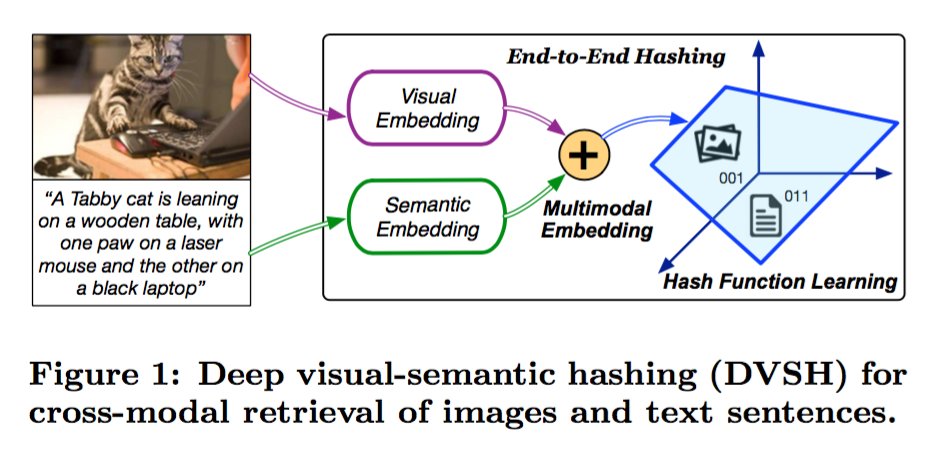 “A Tabby cat is leaning
on a wooden table, with
one paw on a laser
mouse and the other on
a black laptop”
End-to-End Hashing
Visual
Embedding
Semantic
Embedding
Multimodal
Embedding
001
011
Hash Function Learning
Figure 1: Deep visual-semantic hashing (DVSH) for
cross-modal retrieval of images and text sentences.